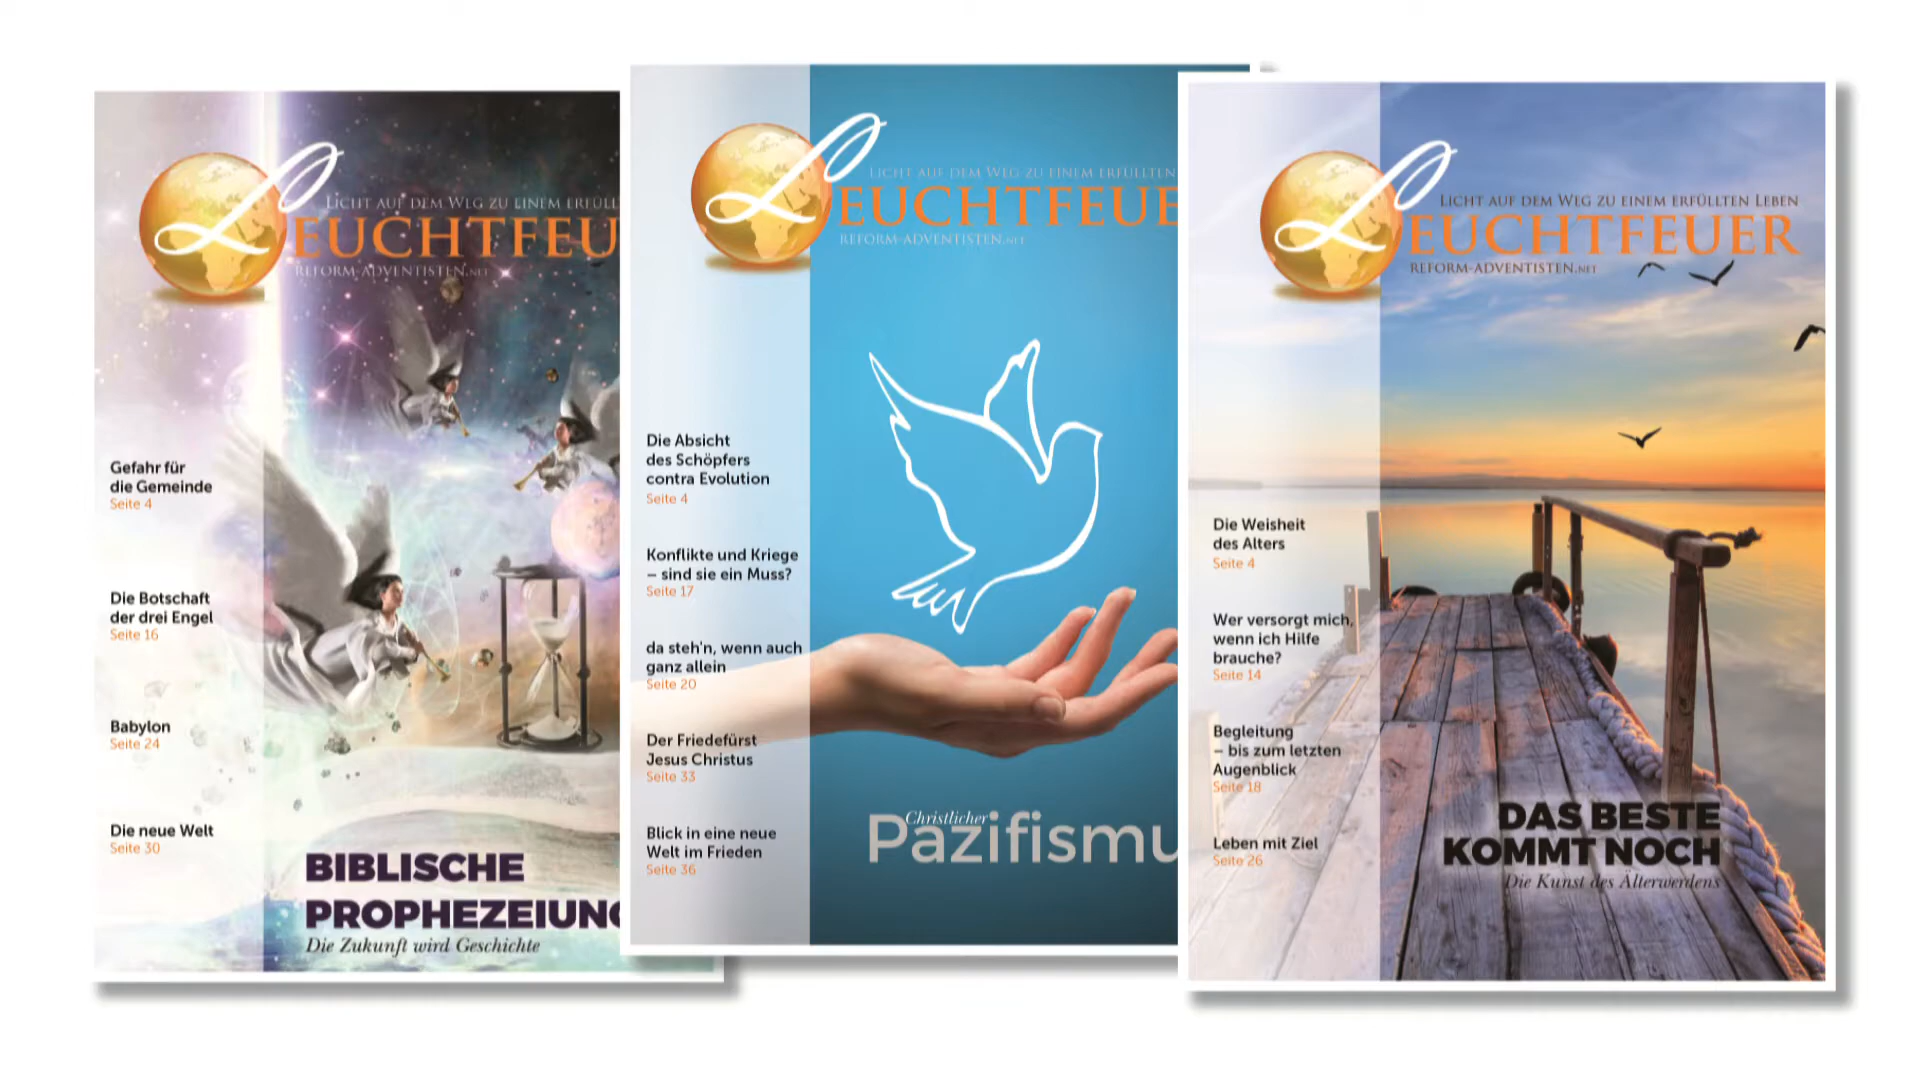 LICHT AUF DEM WEG ZU EINEM ERFÜLL
LEUCHTFEU
REFORM-ADVENTISTEN.NET
Gefahr für
die Gemeinde
Seite 4
Die Botschaft
der drei Engel
Seite 16
Babylon
Seite 24
Die neue Welt
Seite 30
BIBLISCHE
PROPHEZEIUNG
Die Zukunft wird Geschichte
LICHT AUF DEM WEG ZU EINEM ERFÜLLTEN
LEUCHTFEUE
REFORM-ADVENTISTEN.NET
Die Absicht
des Schöpfers
contra Evolution
Seite 4
Konflikte und Kriege
– sind sie ein Muss?
Seite 17
da steh'n, wenn auch
ganz allein
Seite 20
Der Friedefürst
Jesus Christus
Seite 33
Blick in eine neue
Welt im Frieden
Seite 36
Christlicher
Pazifismu
LICHT AUF DEM WEG ZU EINEM ERFÜLLTEN LEBEN
LEUCHTFEUER
REFORM-ADVENTISTEN.NET
Die Weisheit
des Alters
Seite 4
Wer versorgt mich,
wenn ich Hilfe
brauche?
Seite 14
Begleitung
– bis zum letzten
Augenblick
Seite 18
Leben mit Ziel
Seite 26
DAS BESTE
KOMMT NOCH
Die Kunst des Älterwerdens